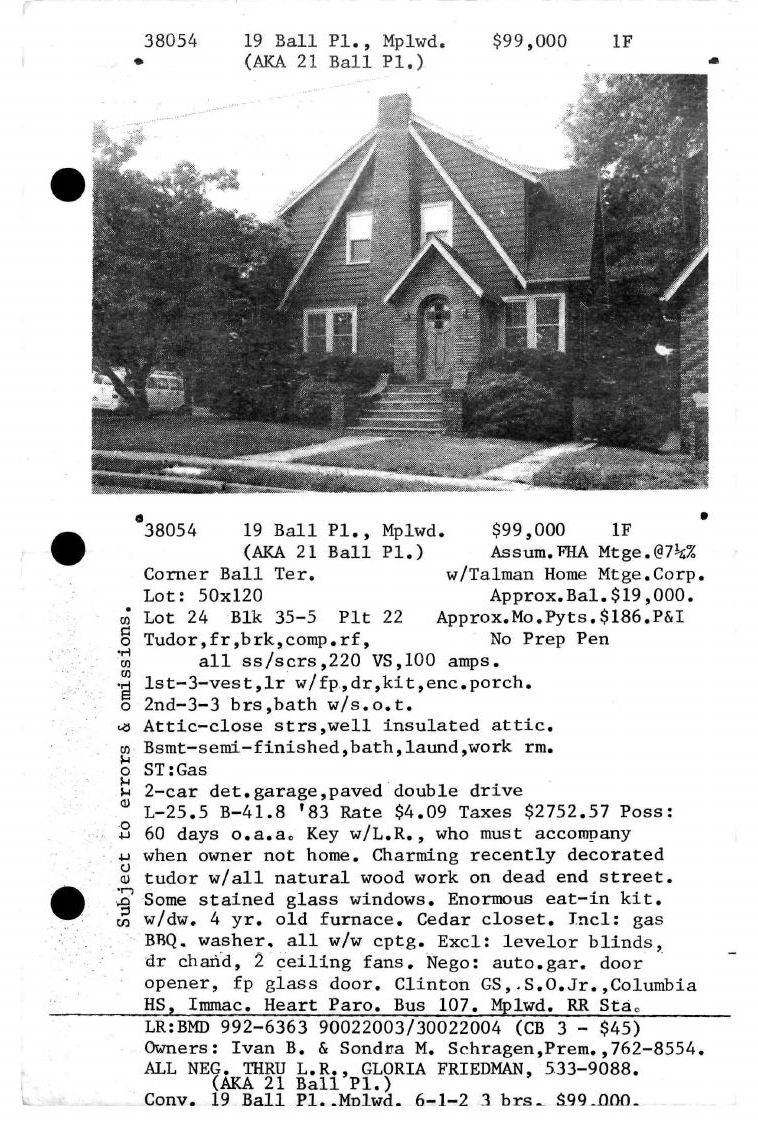 38054 19 Ball Pl., Mplwd. $99,000 1F
(AKA 21 Ball Pl.)
38054 19 Ball Pl., Mplwd. $99,000 1F
(AKA 21 Ball Pl.) Assum.FHA Mtge.@7¼%
Corner Ball Ter. w/Talman Home Mtge.Corp.
Lot: 50x120 Approx.Bal.$19,000.
Lot 24 Blk 35-5 Plt 22 Approx.Mo.Pyts.$186.P&I
Tudor,fr,brk,comp.rf, No Prep Pen
all ss/scrs,220 VS,100 amps.
1st-3-vest,lr w/fp,dr,kit,enc.porch.
2nd-3-3 brs,bath w/s.o.t.
Attic-close strs,well insulated attic.
Bsmt-semi-finished,bath,laund,work rm.
ST:Gas
2-car det.garage,paved double drive
L-25.5 B-41.8 '83 Rate $4.09 Taxes $2752.57 Poss:
60 days o.a.a. Key w/L.R., who must accompany
when owner not home. Charming recently decorated
tudor w/all natural wood work on dead end street.
Some stained glass windows. Enormous eat-in kit.
w/dw. 4 yr. old furnace. Cedar closet. Incl: gas
BBQ. washer. all w/w cptg. Excl: levelor blinds,
dr chand, 2 ceiling fans. Nego: auto.gar. door
opener, fp glass door. Clinton GS,.S.O.Jr.,Columbia
HS, Immac. Heart Paro. Bus 107. Mplwd. RR Sta.
Subject to errors & omissions.
LR:BMD 992-6363 90022003/30022004 (CB 3 - $45)
Owners: Ivan B. & Sondra M. Schragen,Prem.,762-8554.
ALL NEG. THRU L.R., GLORIA FRIEDMAN, 533-9088.
(AKA 21 Ball Pl.)
Conv. 19 Ball Pl.,Mplwd. 6-1-2 3 brs. $99,000.